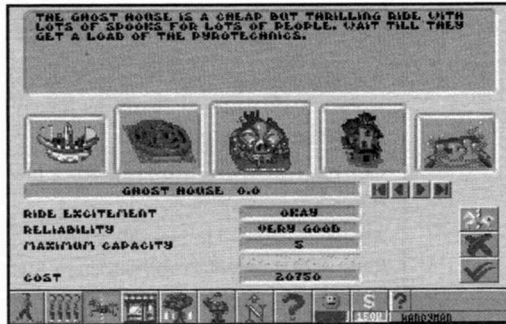 THE GHOST HOUSE IS A CHEAP BUT THRILLING RIDE WITH
LOTS OF SPOOKS FOR LOTS OF PEOPLE. WAIT TILL THEY
GET A LOAD OF THE PYROTECHNICS.
GHOST HOUSE 0.0
RIDE EXCITEMENT OKAY
RELIABILITY VERY GOOD
MAXIMUM CAPACITY 5
COST 20750
S ?
HANDYMAN